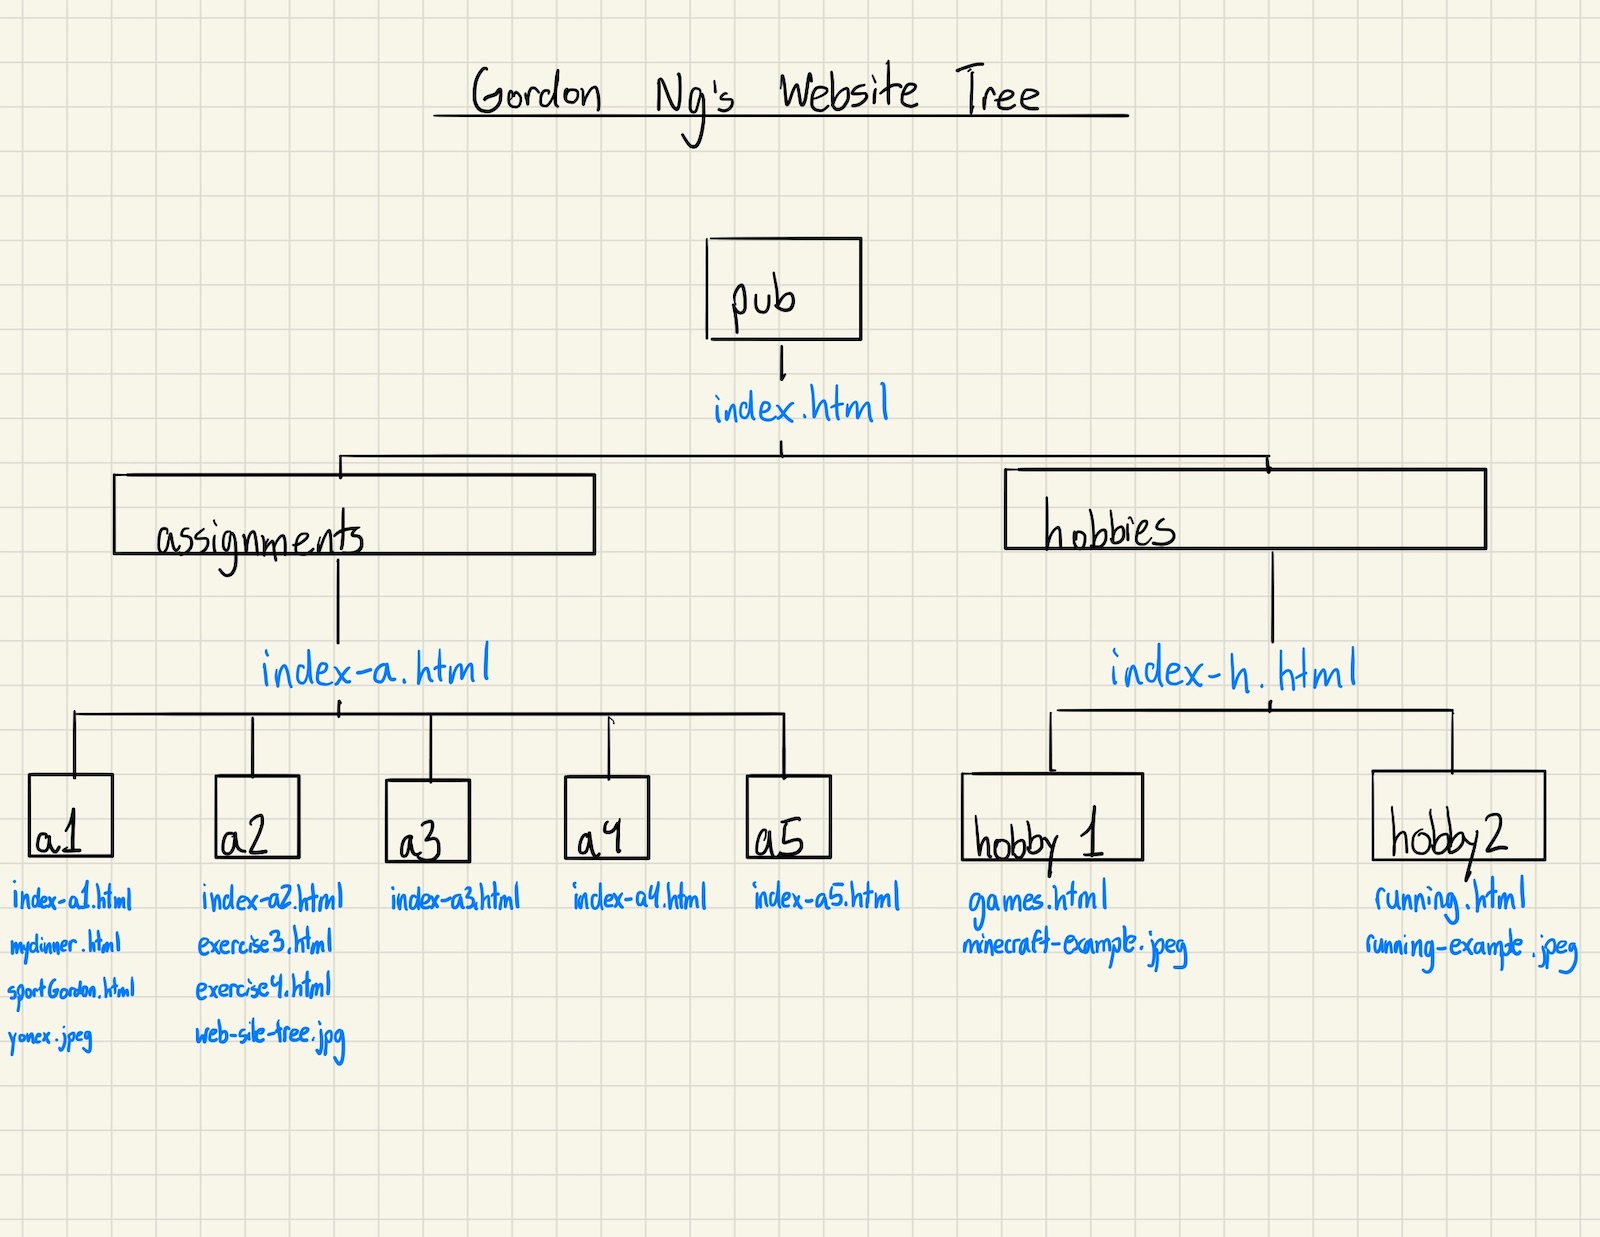 Gordon Ng's Website Tree
pub
index.html
assignments
hobbies
index-a.html
index-h.html
a1
a2
a3
a4
a5
hobby 1
hobby2
index-a1.html
mydinner.html
sportGordon.html
yonex.jpeg
index-a2.html
exercise3.html
exercise4.html
web-site-tree.jpg
index-a3.html
index-a4.html
index-a5.html
games.html
minecraft-example.jpeg
running.html
running-example.jpeg